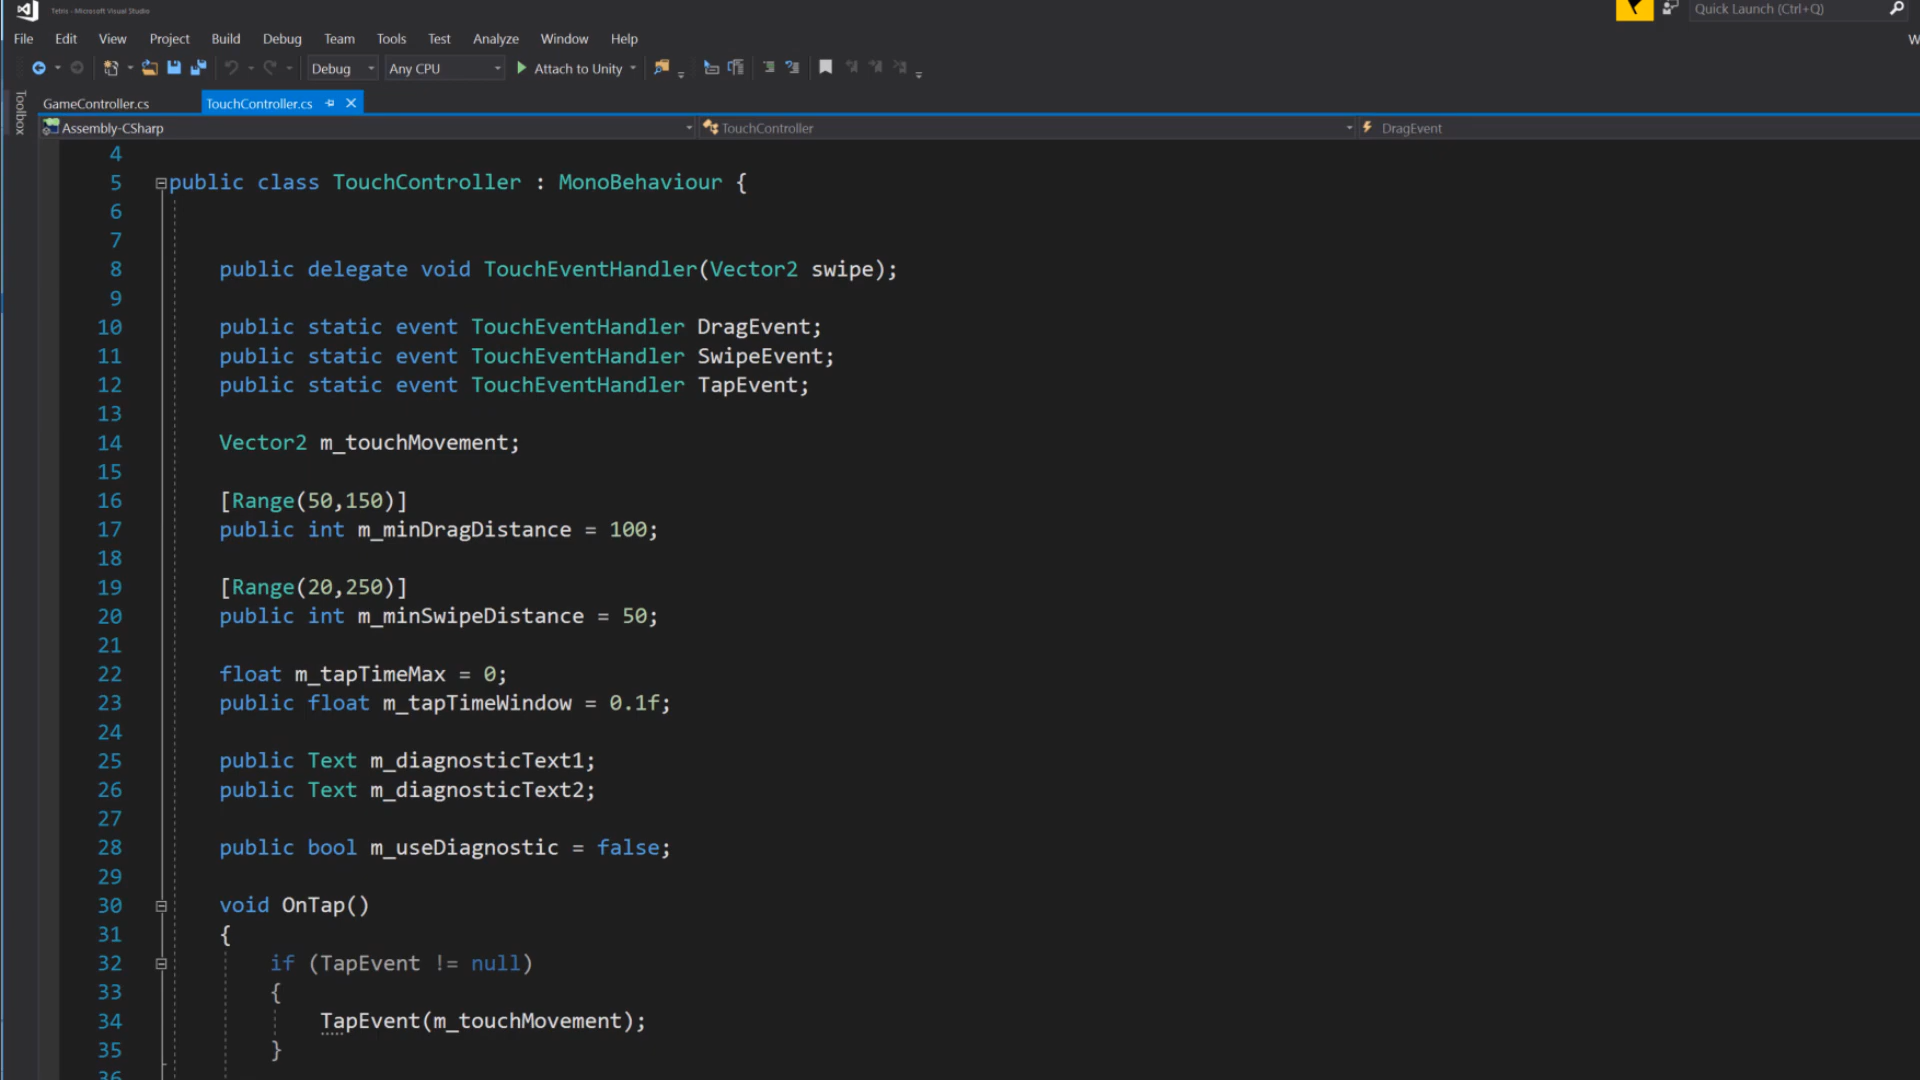 Tetris - Microsoft Visual Studio
Quick Launch (Ctrl+Q)
File Edit View Project Build Debug Team Tools Test Analyze Window Help
W
Debug Any CPU Attach to Unity
Toolbox
GameController.cs TouchController.cs
Assembly-CSharp TouchController DragEvent
4
5 public class TouchController : MonoBehaviour {
6
7
8 public delegate void TouchEventHandler(Vector2 swipe);
9
10 public static event TouchEventHandler DragEvent;
11 public static event TouchEventHandler SwipeEvent;
12 public static event TouchEventHandler TapEvent;
13
14 Vector2 m_touchMovement;
15
16 [Range(50,150)]
17 public int m_minDragDistance = 100;
18
19 [Range(20,250)]
20 public int m_minSwipeDistance = 50;
21
22 float m_tapTimeMax = 0;
23 public float m_tapTimeWindow = 0.1f;
24
25 public Text m_diagnosticText1;
26 public Text m_diagnosticText2;
27
28 public bool m_useDiagnostic = false;
29
30 void OnTap()
31 {
32 if (TapEvent != null)
33 {
34 TapEvent(m_touchMovement);
35 }
36